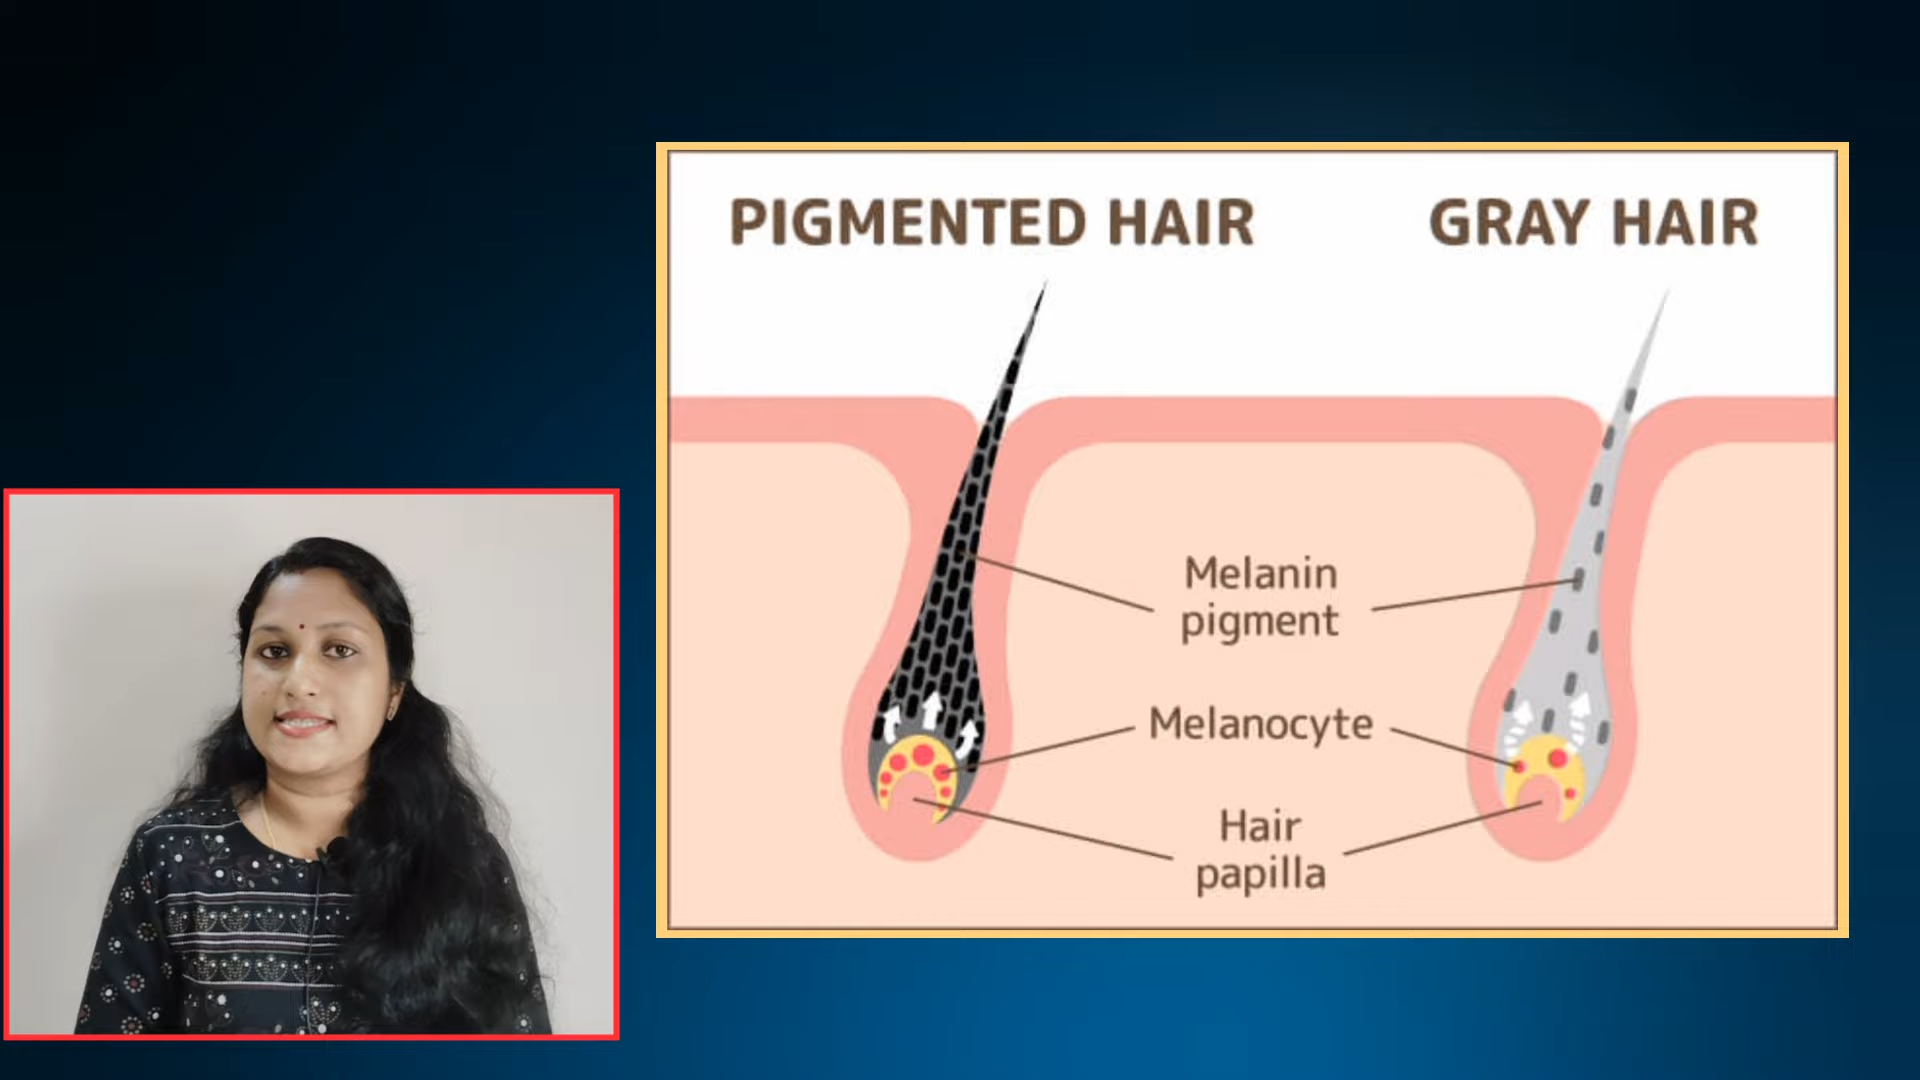 PIGMENTED HAIR
GRAY HAIR
Melanin
pigment
Melanocyte
Hair
papilla